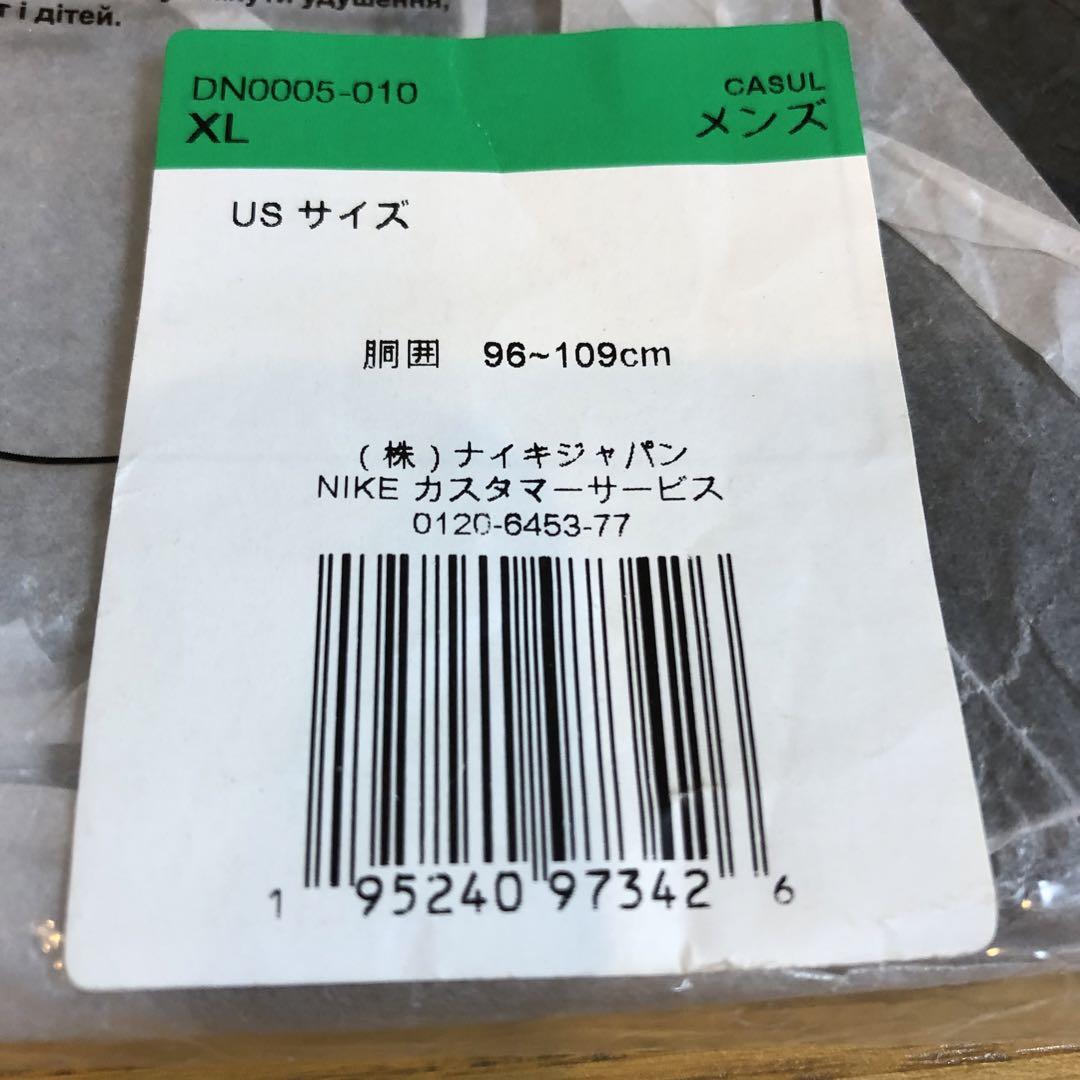 удушення,
т і дітей.
DN0005-010
CASUL
XL
メンズ
US サイズ
胴囲 96~109cm
(株)ナイキジャパン
NIKE カスタマーサービス
0120-6453-77
1 95240 97342 6